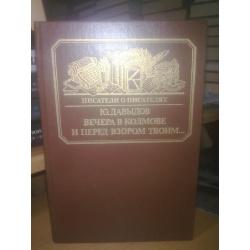 ПИСАТЕЛИ О ПИСАТЕЛЯХ
Ю.ДАВЫДОВ
ВЕЧЕРА В КОЛМОВЕ
И ПЕРЕД ВЗОРОМ ТВОИМ...